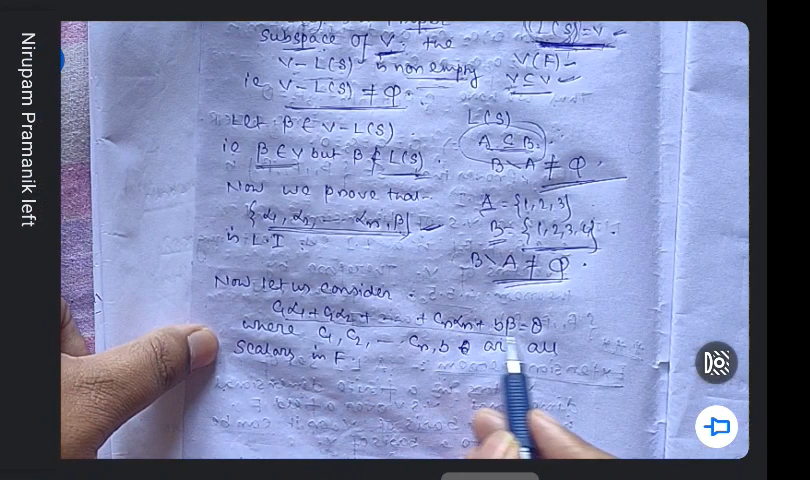 Nirupam Pramanik left
subspace of V. the
V - L(S) is non empty
ie V - L(S) ≠ φ.
Let β ∈ V - L(S)
ie β ∈ V but β ∉ L(S).
Now we prove that
{α1, α2, --- αn, β}
is L.I
Now let us consider
c1α1 + c2α2 + --- + cnαn + bβ = θ
where c1, c2, --- cn, b are all
scalars in F.
L(S) = V
V(F)
V ⊆ V
L(S)
A ⊆ B.
B \ A ≠ φ.
A = {1, 2, 3}
B = {1, 2, 3, 4}.
B \ A ≠ φ.